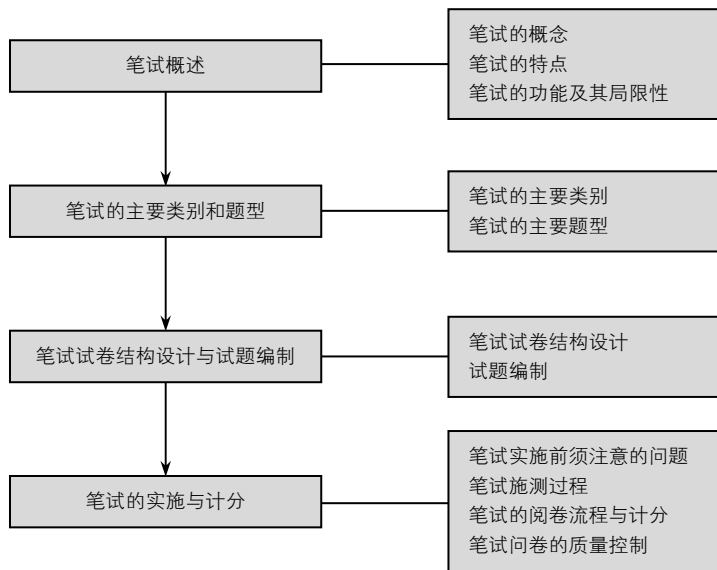 笔试概述
笔试的概念
笔试的特点
笔试的功能及其局限性
笔试的主要类别和题型
笔试的主要类别
笔试的主要题型
笔试试卷结构设计与试题编制
笔试试卷结构设计
试题编制
笔试的实施与计分
笔试实施前须注意的问题
笔试施测过程
笔试的阅卷流程与计分
笔试问卷的质量控制